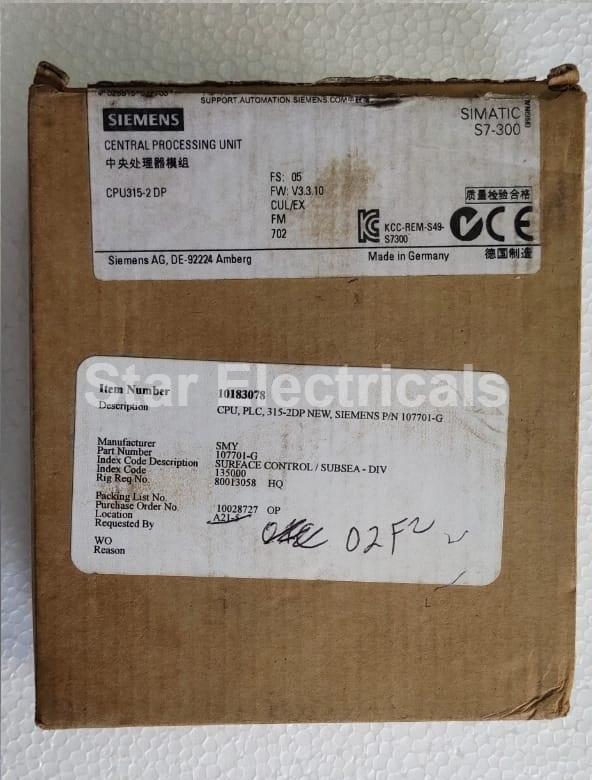 SUPPORT.AUTOMATION.SIEMENS.COM
SIEMENS
SIMATIC
S7-300
CENTRAL PROCESSING UNIT
中央处理器模组
CPU315-2 DP
FS: 05
FW: V3.3.10
CUL/EX
FM
702
质量检验合格
KCC-REM-S49-
S7300
CE
Siemens AG, DE-92224 Amberg
Made in Germany
德国制造
Star Electricals
Item Number 10183078
Description CPU, PLC, 315-2DP NEW, SIEMENS P/N 107701-G
Manufacturer SMY
Part Number 107701-G
Index Code Description SURFACE CONTROL / SUBSEA - DIV
Index Code 135000
Rig Req No. 80013058 HQ
Packing List No.
Purchase Order No. 10028727 OP
Location
Requested By
WO
Reason
02F2